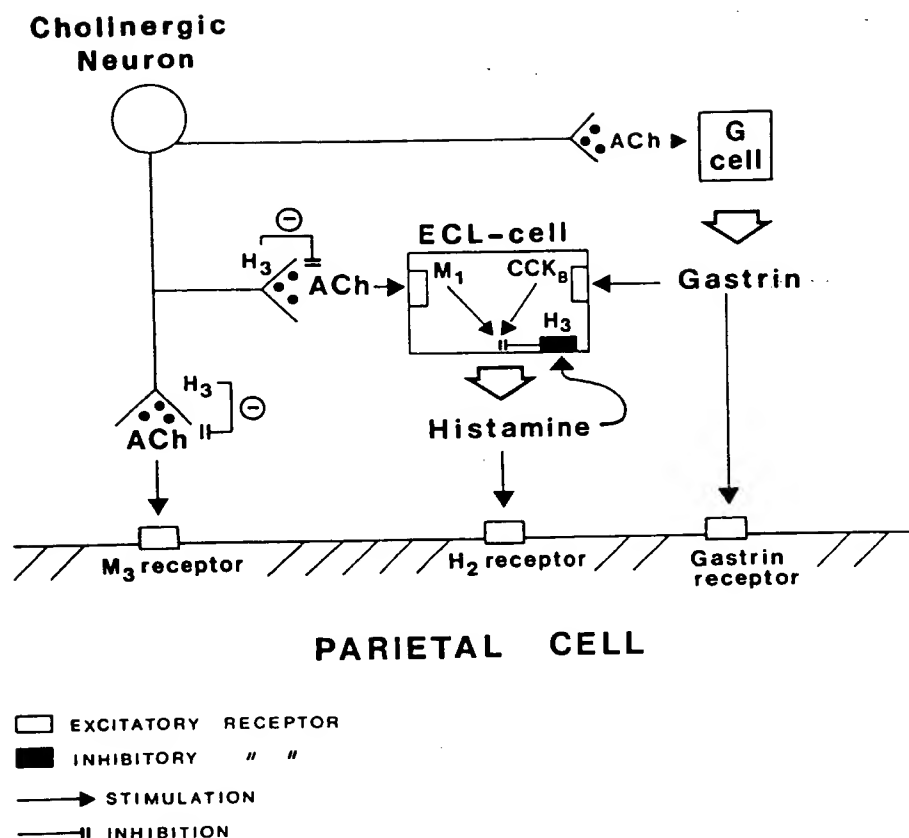 Cholinergic
Neuron
ACh
G
cell
H₃
⊖
ACh
ECL-cell
M₁
CCK_B
H₃
Gastrin
H₃
⊖
ACh
Histamine
M₃ receptor
H₂ receptor
Gastrin
receptor
PARIETAL CELL
EXCITATORY RECEPTOR
INHIBITORY " "
STIMULATION
INHIBITION